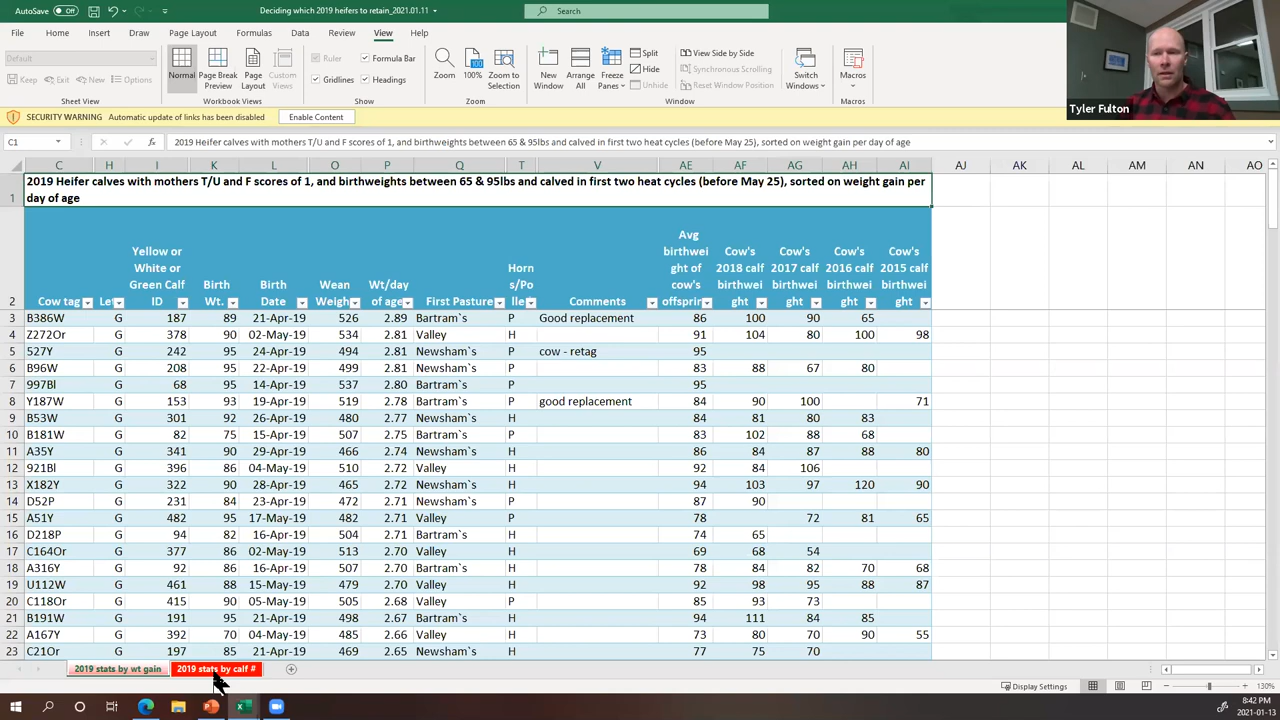 AutoSave Off Deciding which 2019 heifers to retain_2021.01.11 Search
File Home Insert Draw Page Layout Formulas Data Review View Help
Default
Keep Exit New Options
Sheet View
Normal Page Break Preview Page Layout Custom Views
Workbook Views
Ruler Formula Bar
Gridlines Headings
Show
Zoom 100% Zoom to Selection
Zoom
New Window Arrange All Freeze Panes
Split
Hide
Unhide
View Side by Side
Synchronous Scrolling
Reset Window Position
Switch Windows
Window
Macros
Macros
Tyler Fulton
SECURITY WARNING Automatic update of links has been disabled Enable Content
C1 fx 2019 Heifer calves with mothers T/U and F scores of 1, and birthweights between 65 & 95lbs and calved in first two heat cycles (before May 25), sorted on weight gain per day of age
C H I K L O P Q T V AE AF AG AH AI AJ AK AL AM AN AO
1 2019 Heifer calves with mothers T/U and F scores of 1, and birthweights between 65 & 95lbs and calved in first two heat cycles (before May 25), sorted on weight gain per
day of age
2 Cow tag Let Yellow or White or Green Calf ID Birth Wt. Birth Date Wean Weigh Wt/day of age First Pasture Horn s/Po lle Comments Avg birthwei ght of cow's offsprin Cow's 2018 calf birthwei ght Cow's 2017 calf birthwei ght Cow's 2016 calf birthwei ght Cow's 2015 calf birthwei ght
3 B386W G 187 89 21-Apr-19 526 2.89 Bartram`s P Good replacement 86 100 90 65
4 Z272Or G 378 90 02-May-19 534 2.81 Valley H 91 104 80 100 98
5 527Y G 242 95 24-Apr-19 494 2.81 Newsham`s P cow - retag 95
6 B96W G 208 95 22-Apr-19 499 2.81 Newsham`s P 83 88 67 80
7 997Bl G 68 95 14-Apr-19 537 2.80 Bartram`s P 95
8 Y187W G 153 93 19-Apr-19 519 2.78 Bartram`s P good replacement 84 90 100 71
9 B53W G 301 92 26-Apr-19 480 2.77 Newsham`s H 84 81 80 83
10 B181W G 82 75 15-Apr-19 507 2.75 Bartram`s P 83 102 88 68
11 A35Y G 341 90 29-Apr-19 466 2.74 Newsham`s H 86 84 87 88 80
12 921Bl G 396 86 04-May-19 510 2.72 Valley H 92 84 106
13 X182Y G 322 90 28-Apr-19 465 2.72 Newsham`s H 94 103 97 120 90
14 D52P G 231 84 23-Apr-19 472 2.71 Newsham`s P 87 90
15 A51Y G 482 95 17-May-19 482 2.71 Valley P 78 72 81 65
16 D218P G 94 82 16-Apr-19 504 2.71 Bartram`s H 74 65
17 C164Or G 377 86 02-May-19 513 2.70 Valley H 69 68 54
18 A316Y G 92 86 16-Apr-19 507 2.70 Bartram`s H 78 84 82 70 68
19 U112W G 461 88 15-May-19 479 2.70 Valley H 92 98 95 88 87
20 C118Or G 415 90 05-May-19 505 2.68 Valley P 85 93 73
21 B191W G 191 95 21-Apr-19 498 2.67 Bartram`s H 94 111 84 85
22 A167Y G 392 70 04-May-19 485 2.66 Valley H 73 80 70 90 55
23 C21Or G 197 85 21-Apr-19 469 2.65 Newsham`s H 77 75 70
2019 stats by wt gain 2019 stats by calf #
Display Settings 130%
8:42 PM
2021-01-13